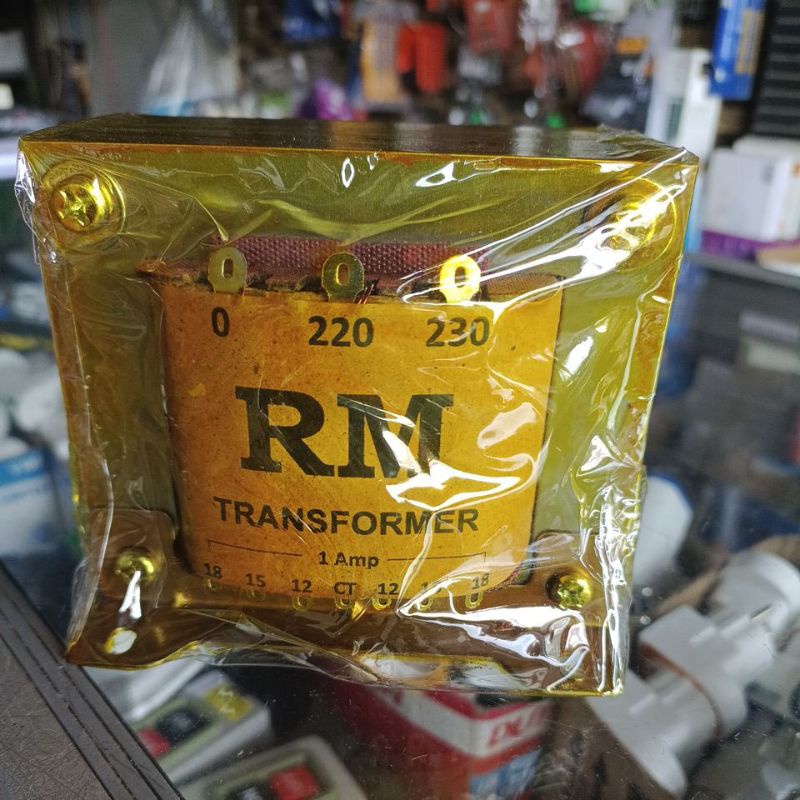 0 220 230
RM
TRANSFORMER
1 Amp
18 15 12 CT 12 18